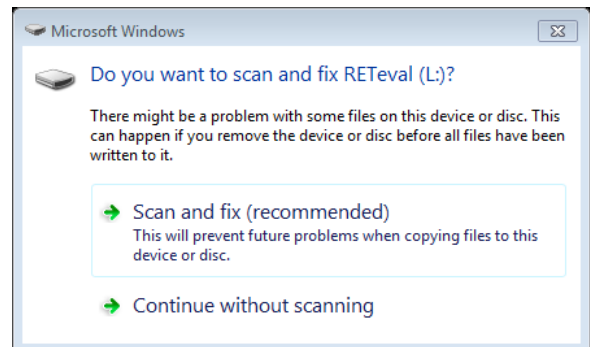 Microsoft Windows
Do you want to scan and fix RETeval (L:)?
There might be a problem with some files on this device or disc. This
can happen if you remove the device or disc before all files have been
written to it.
Scan and fix (recommended)
This will prevent future problems when copying files to this
device or disc.
Continue without scanning